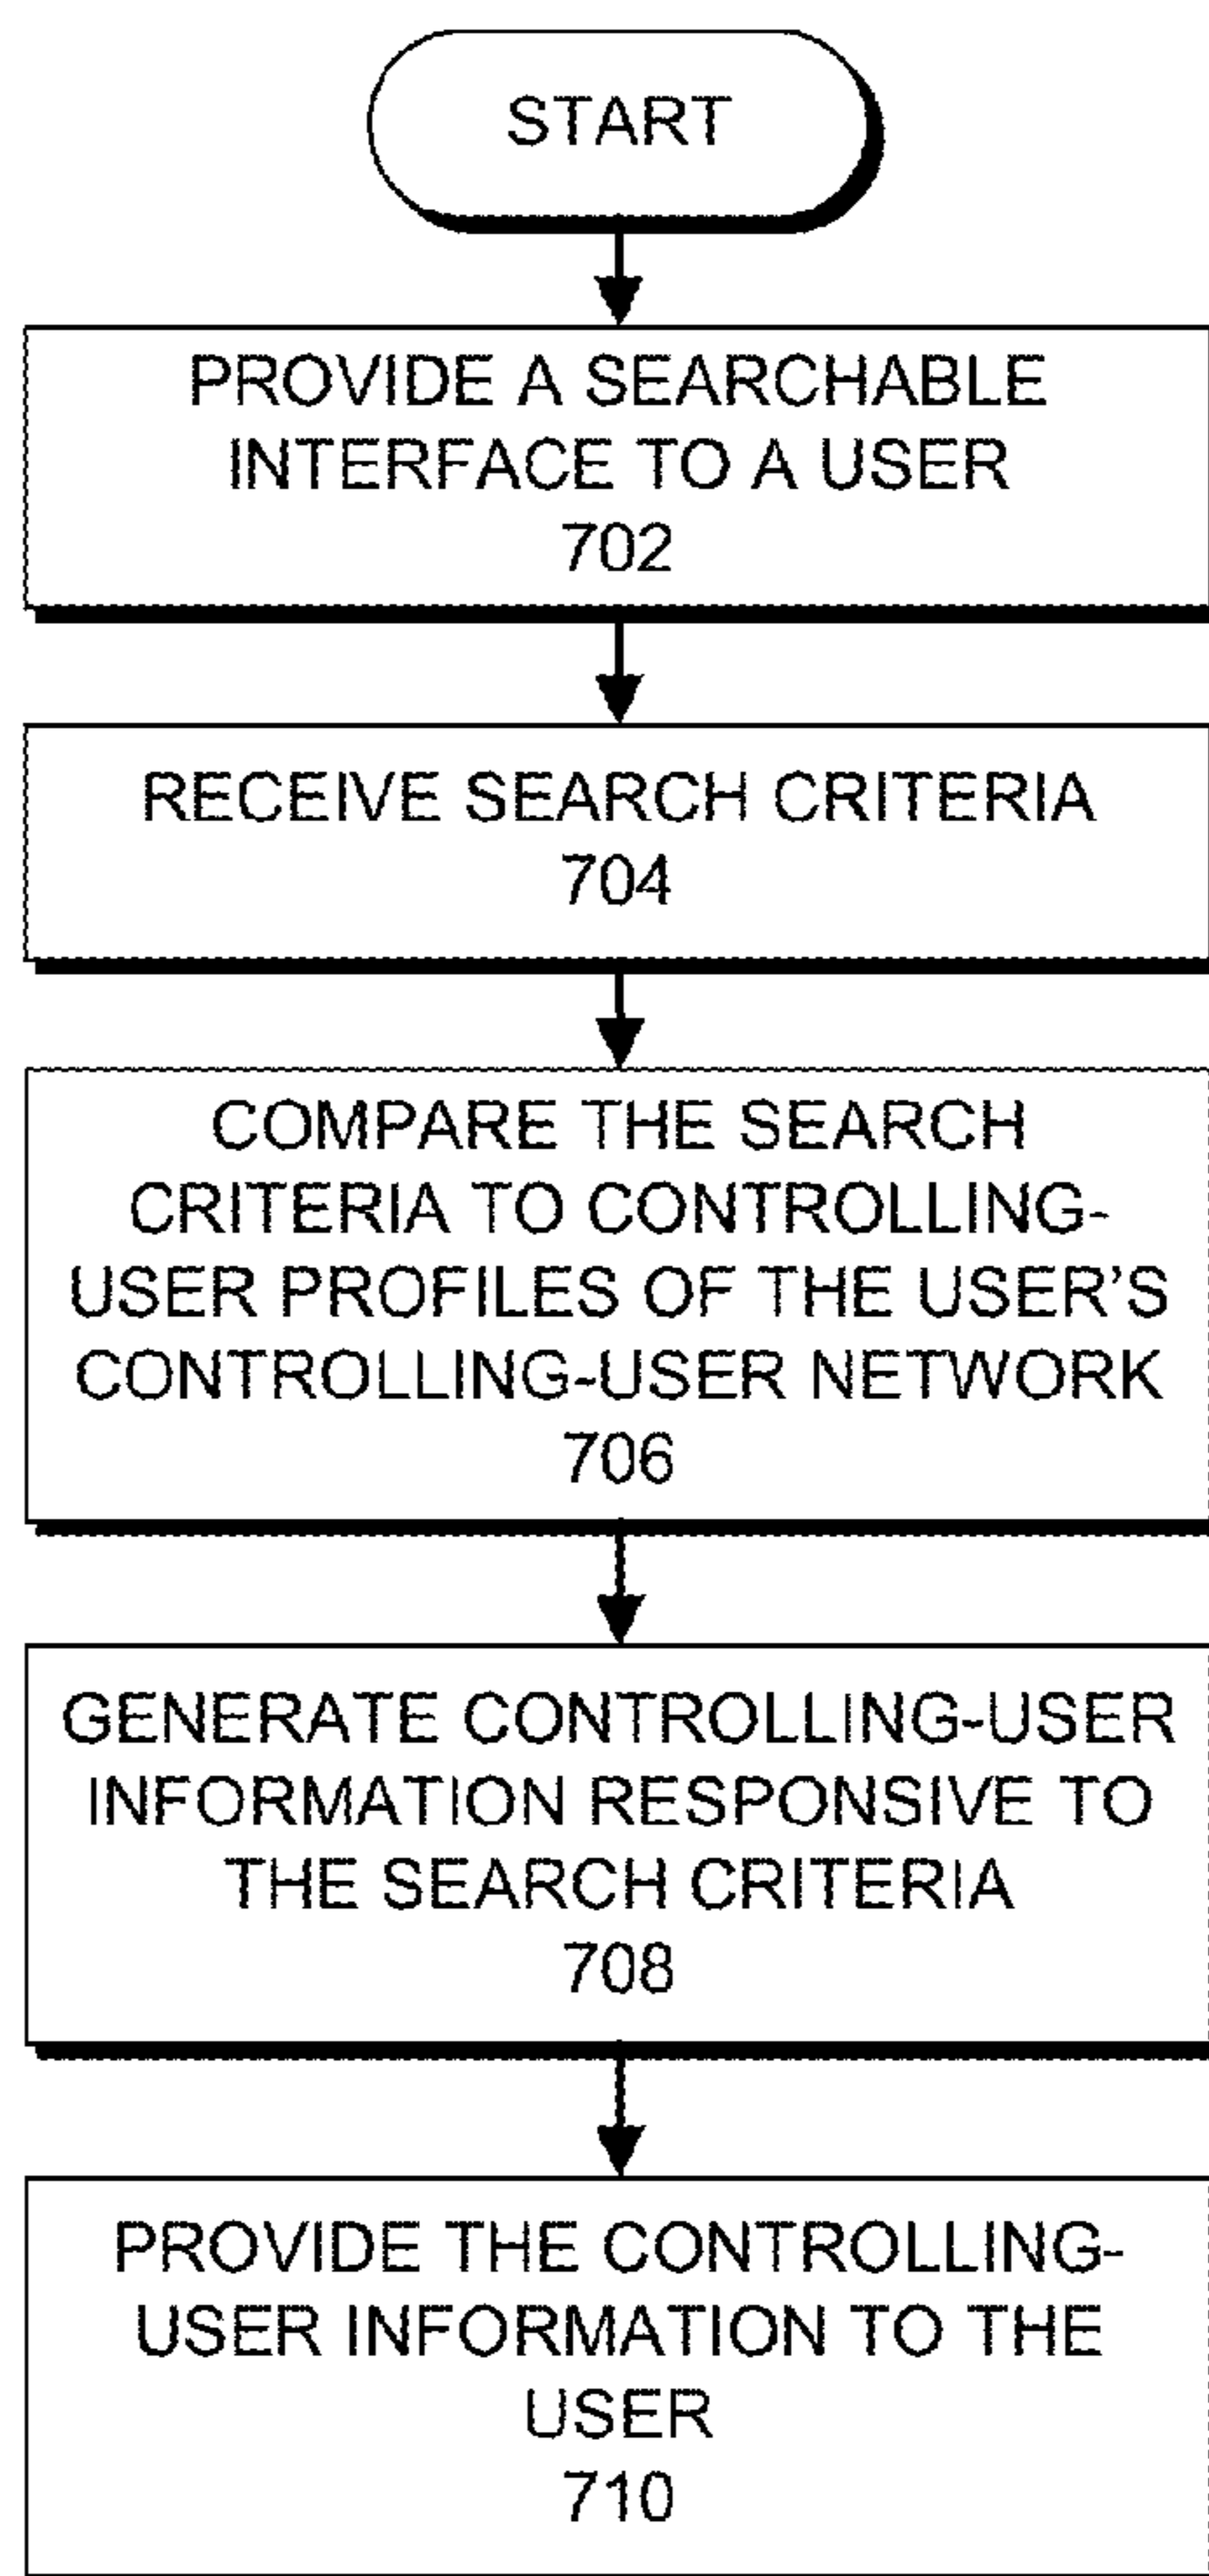 START
PROVIDE A SEARCHABLE
INTERFACE TO A USER
702
RECEIVE SEARCH CRITERIA
704
COMPARE THE SEARCH
CRITERIA TO CONTROLLING-
USER PROFILES OF THE USER'S
CONTROLLING-USER NETWORK
706
GENERATE CONTROLLING-USER
INFORMATION RESPONSIVE TO
THE SEARCH CRITERIA
708
PROVIDE THE CONTROLLING-
USER INFORMATION TO THE
USER
710